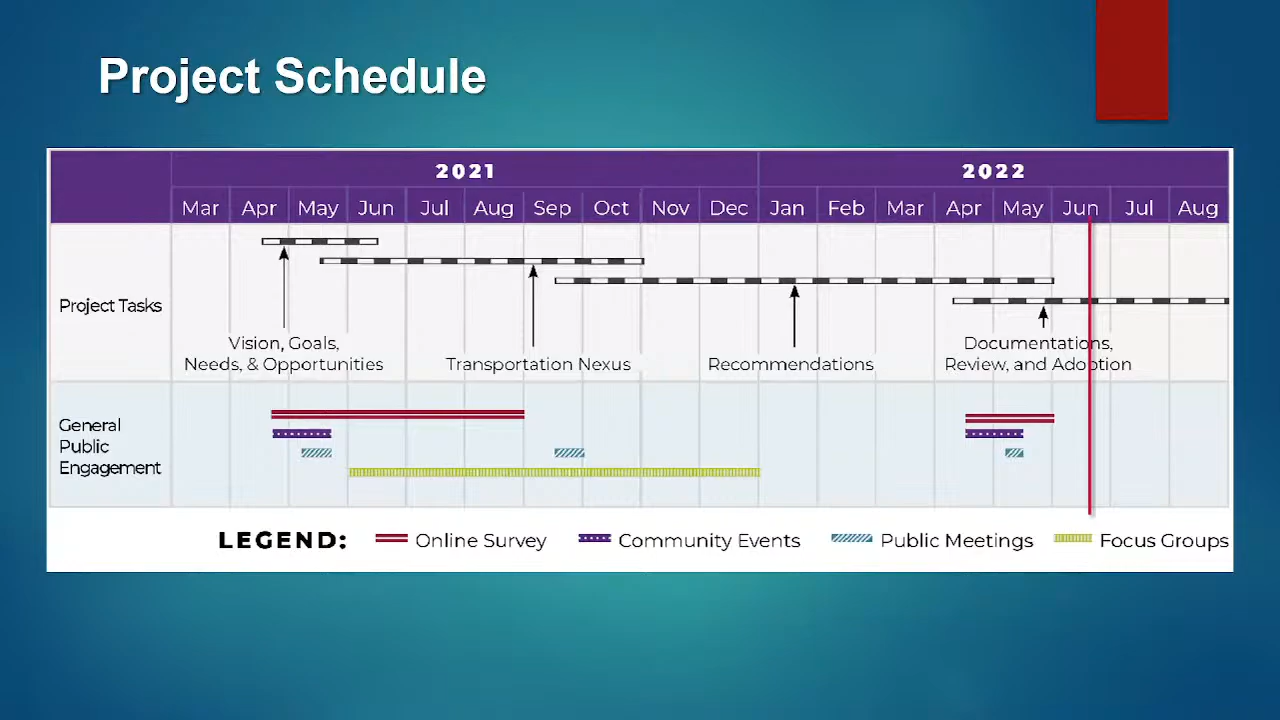 Project Schedule
2021 2022
Mar Apr May Jun Jul Aug Sep Oct Nov Dec Jan Feb Mar Apr May Jun Jul Aug
Project Tasks
Vision, Goals,
Needs, & Opportunities
Transportation Nexus
Recommendations
Documentations,
Review, and Adoption
General
Public
Engagement
LEGEND: Online Survey Community Events Public Meetings Focus Groups